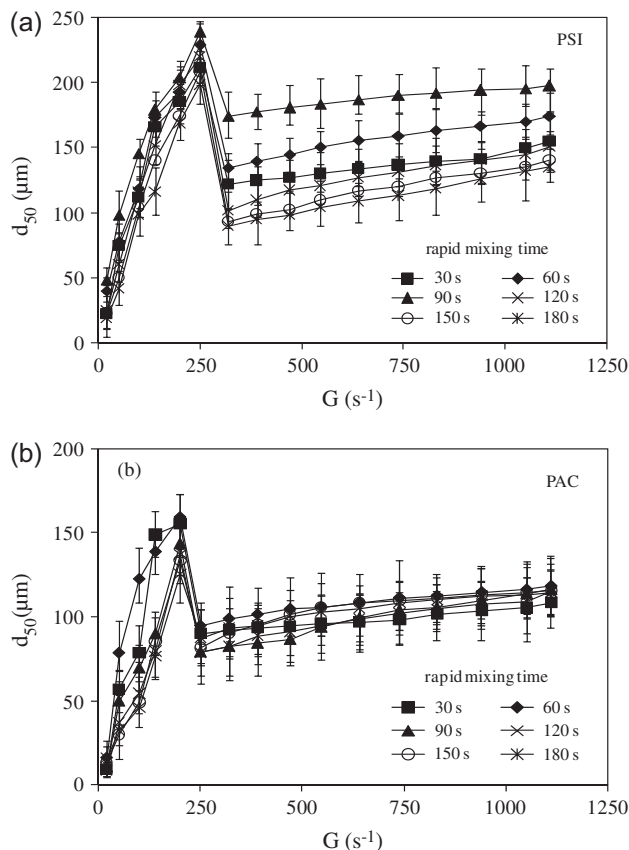 (a)
250
PSI
200
150
d50 (μm)
100
rapid mixing time
30 s 60 s
50
90 s 120 s
150 s 180 s
0
0 250 500 750 1000 1250
G (s-1)
(b)
200
(b) PAC
150
d50(μm)
100
rapid mixing time
50
30 s 60 s
90 s 120 s
150 s 180 s
0
0 250 500 750 1000 1250
G (s-1)